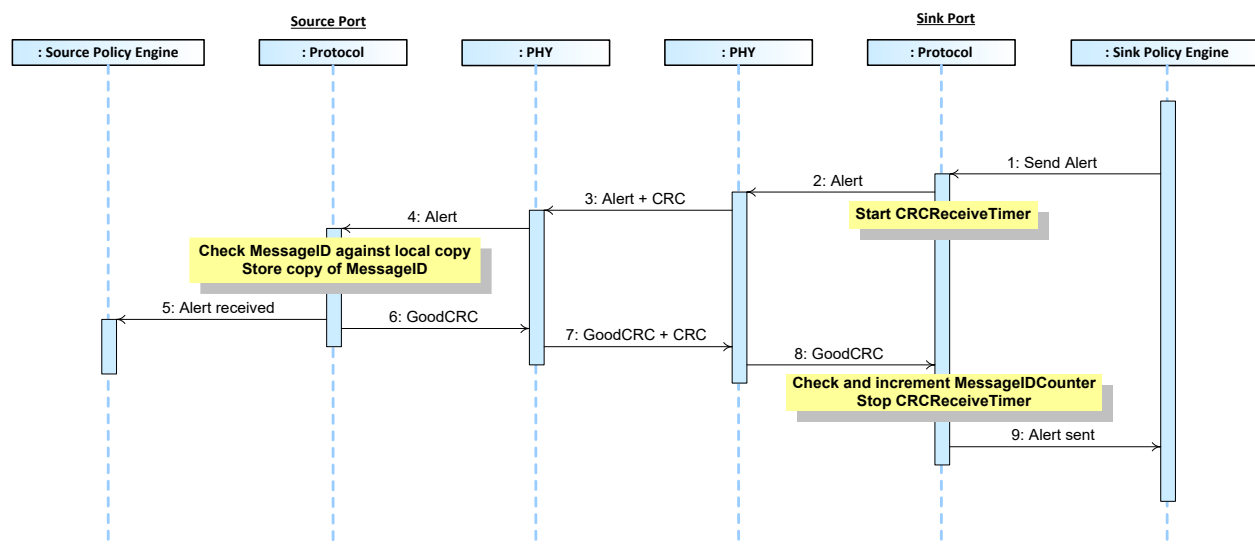 Source Port
Sink Port
: Source Policy Engine
: Protocol
: PHY
: PHY
: Protocol
: Sink Policy Engine
1: Send Alert
2: Alert
3: Alert + CRC
Start CRCReceiveTimer
4: Alert
Check MessageID against local copy
Store copy of MessageID
5: Alert received
6: GoodCRC
7: GoodCRC + CRC
8: GoodCRC
Check and increment MessageIDCounter
Stop CRCReceiveTimer
9: Alert sent